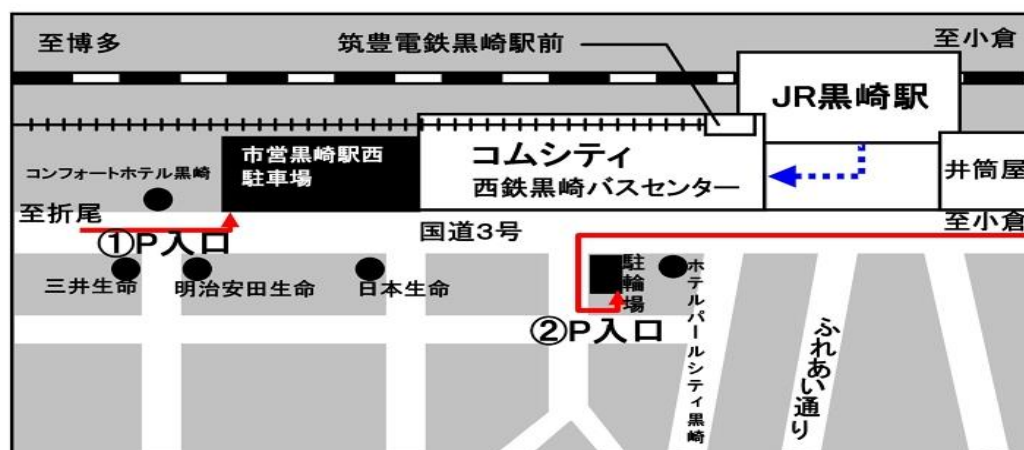 至博多
筑豊電鉄黒崎駅前
至小倉
JR黒崎駅
市営黒崎駅西
駐車場
コムシティ
西鉄黒崎バスセンター
井筒屋
コンフォートホテル黒崎
至折尾
至小倉
国道3号
①P入口
三井生命
明治安田生命
日本生命
駐輪場
ホテルパールシティ黒崎
②P入口
ふれあい通り